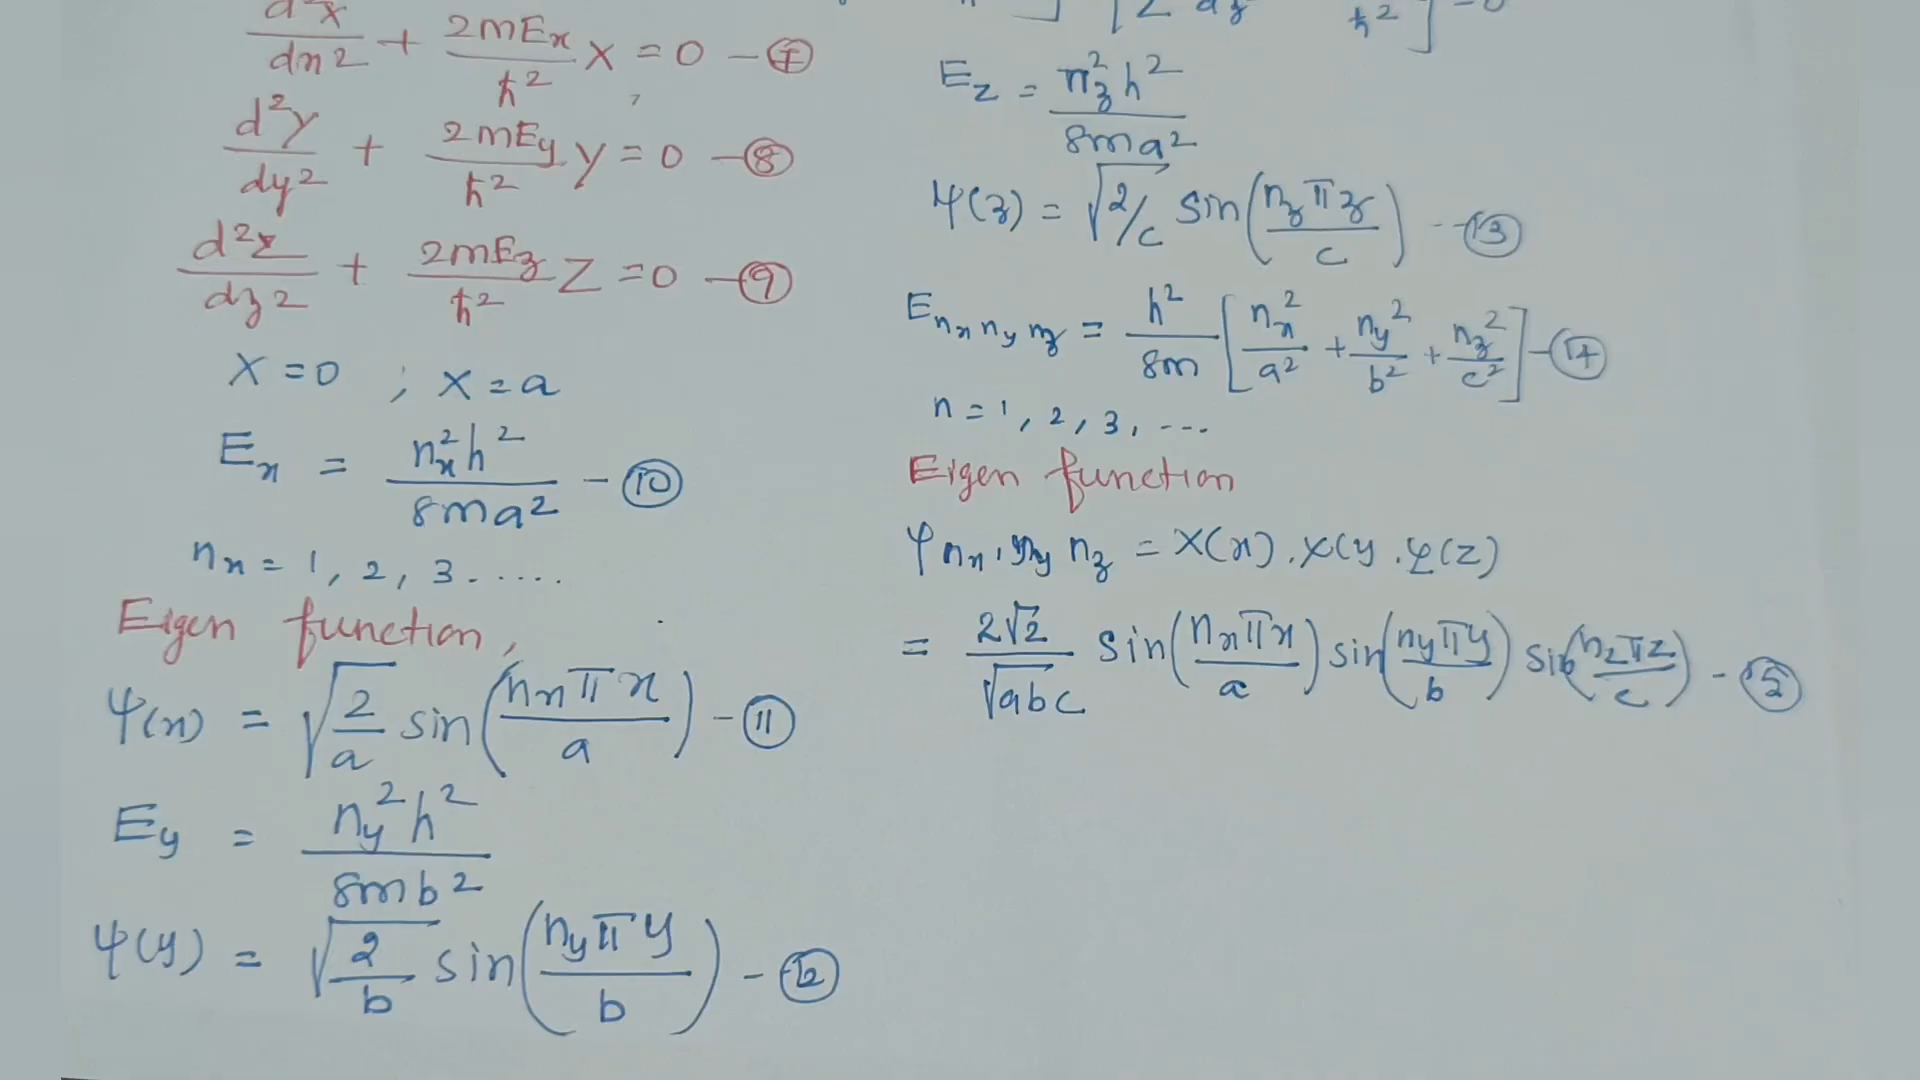 d²X/dx² + 2mEx/ħ² X = 0 - ⑦
d²y/dy² + 2mEy/ħ² y = 0 - ⑧
d²z/dz² + 2mEz/ħ² Z = 0 - ⑨
X = 0 ; X = a
Ex = nx²h²/8ma² - ⑩
nx = 1, 2, 3......
Eigen function,
ψ(x) = √(2/a) sin(nxπx/a) - ⑪
Ey = ny²h²/8mb²
ψ(y) = √(2/b) sin(nyπy/b) - ⑫
Ez = nz²h²/8ma²
ψ(z) = √2/c sin(nzπz/c) - ⑬
Enx ny nz = h²/8m [nx²/a² + ny²/b² + nz²/c²] - ⑭
n = 1, 2, 3, ---
Eigen function
ψnx, ny nz = X(x). X(y . ψ(z)
= 2√2/√abc sin(nxπx/a) sin(nyπy/b) sin(nzπz/c) - ⑮